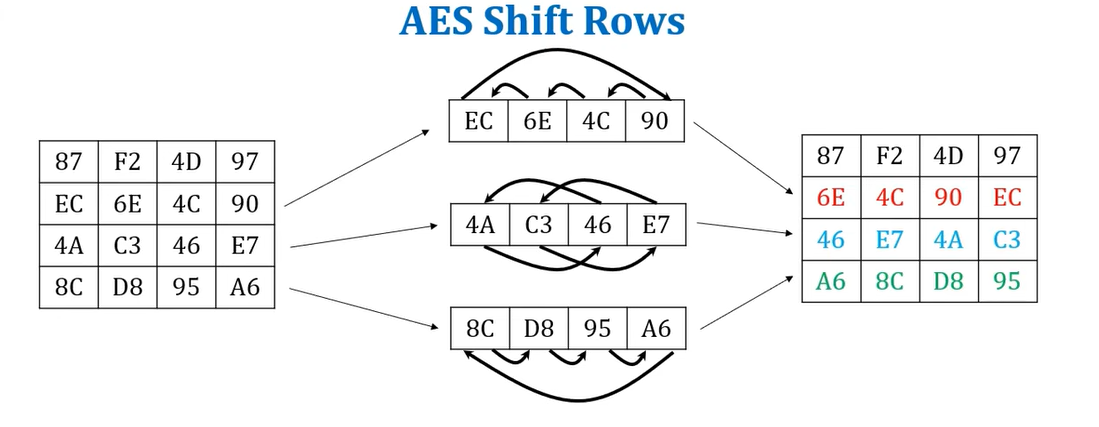 AES Shift Rows
87 F2 4D 97
EC 6E 4C 90
4A C3 46 E7
8C D8 95 A6
EC 6E 4C 90
4A C3 46 E7
8C D8 95 A6
87 F2 4D 97
6E 4C 90 EC
46 E7 4A C3
A6 8C D8 95